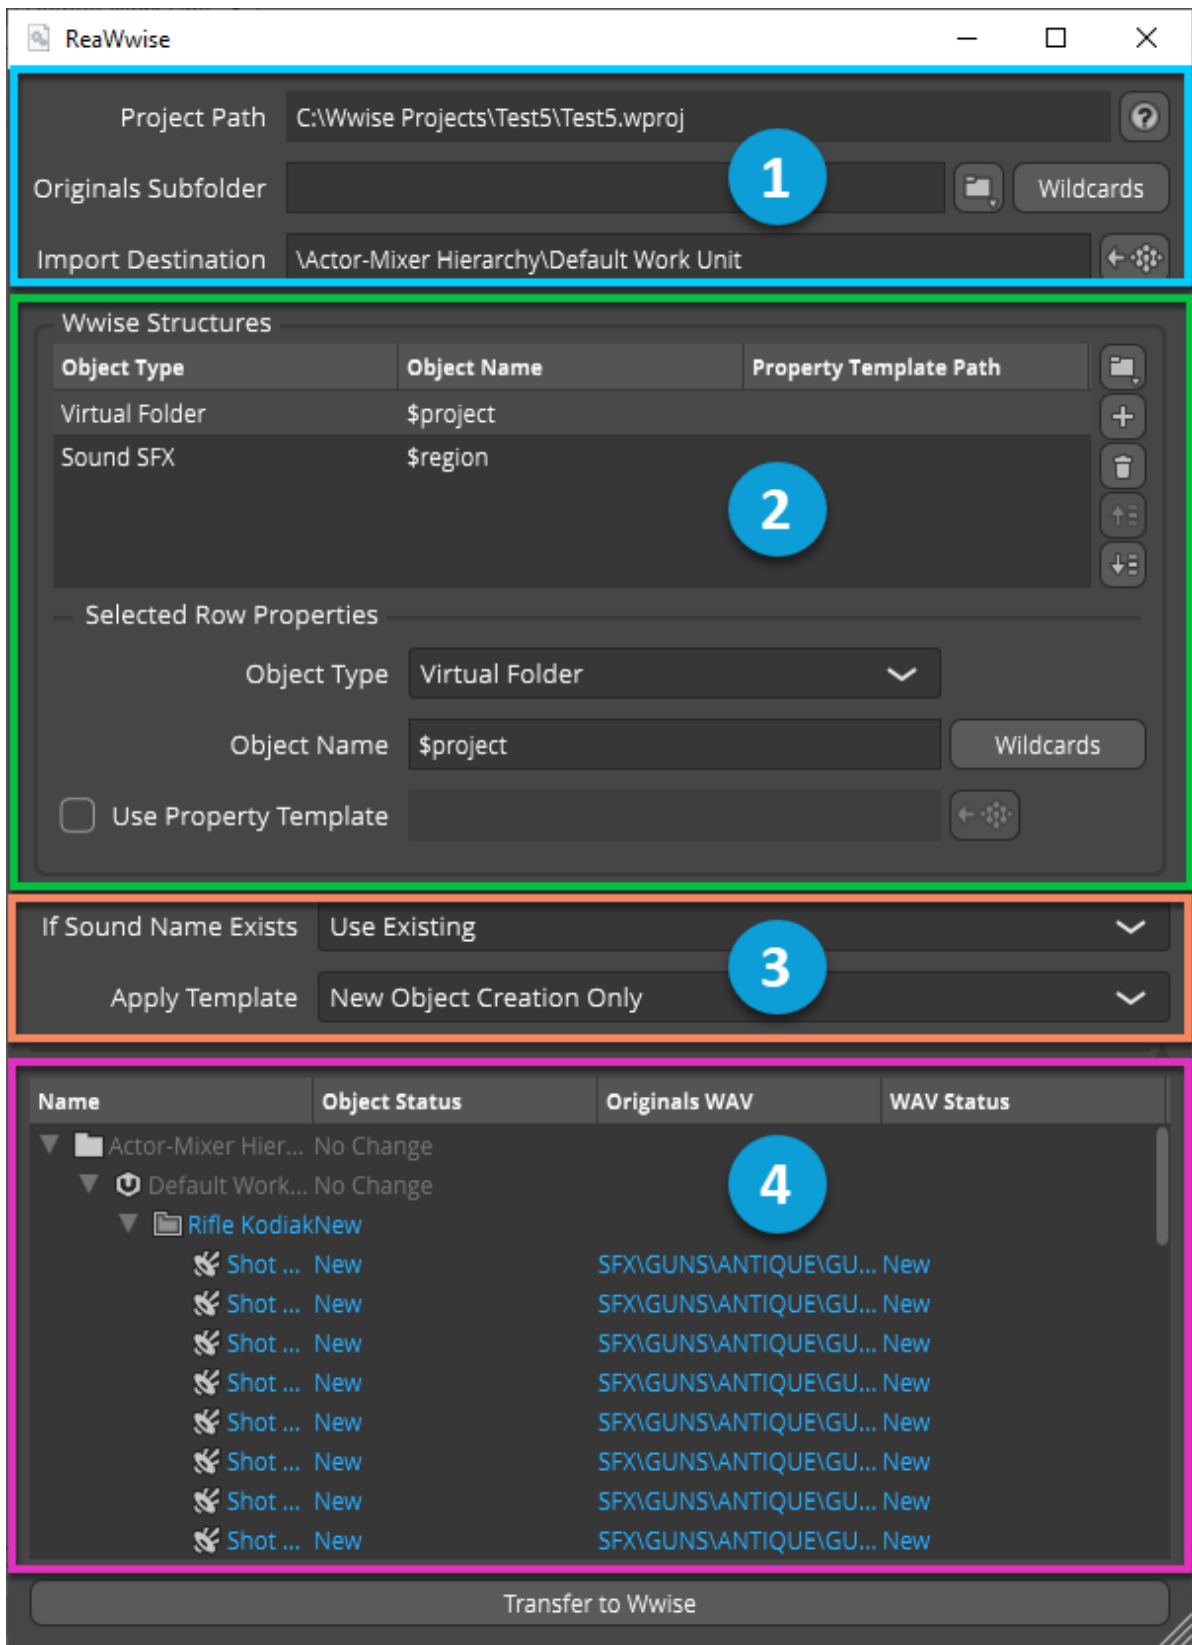 ReaWwise
Project Path C:\Wwise Projects\Test5\Test5.wproj
1
Originals Subfolder Wildcards
Import Destination \Actor-Mixer Hierarchy\Default Work Unit
Wwise Structures
Object Type Object Name Property Template Path
Virtual Folder $project
Sound SFX $region
2
Selected Row Properties
Object Type Virtual Folder
Object Name $project Wildcards
Use Property Template
If Sound Name Exists Use Existing
3
Apply Template New Object Creation Only
Name Object Status Originals WAV WAV Status
Actor-Mixer Hier... No Change
4
Default Work... No Change
Rifle Kodiak New
Shot ... New SFX\GUNS\ANTIQUE\GU... New
Shot ... New SFX\GUNS\ANTIQUE\GU... New
Shot ... New SFX\GUNS\ANTIQUE\GU... New
Shot ... New SFX\GUNS\ANTIQUE\GU... New
Shot ... New SFX\GUNS\ANTIQUE\GU... New
Shot ... New SFX\GUNS\ANTIQUE\GU... New
Shot ... New SFX\GUNS\ANTIQUE\GU... New
Shot ... New SFX\GUNS\ANTIQUE\GU... New
Transfer to Wwise